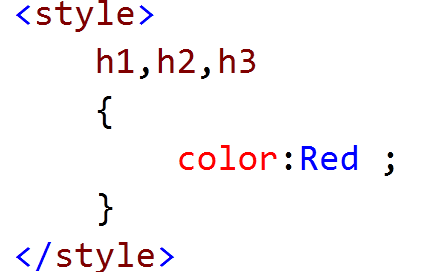 <style>
h1,h2,h3
{
color:Red ;
}
</style>